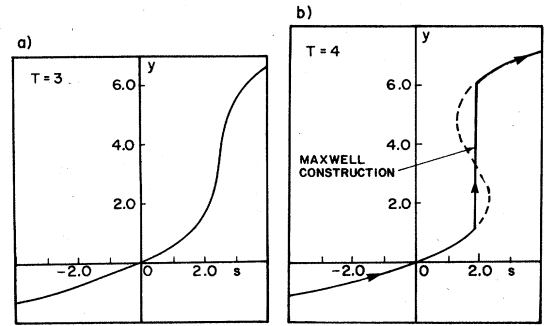 a)
T=3
y
6.0
4.0
2.0
-2.0
0
2.0
s
b)
T=4
y
6.0
4.0
MAXWELL
CONSTRUCTION
2.0
-2.0
0
2.0
s